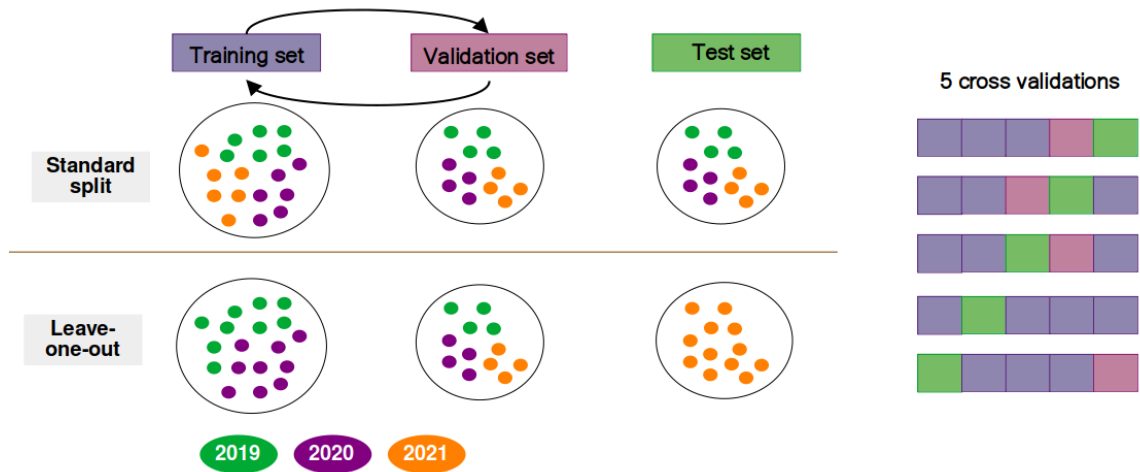 Training set
Validation set
Test set
5 cross validations
Standard
split
Leave-
one-out
2019
2020
2021